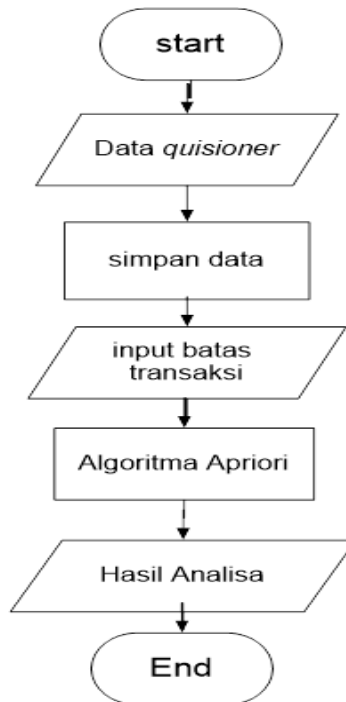 start
Data quisioner
simpan data
input batas
transaksi
Algoritma Apriori
Hasil Analisa
End